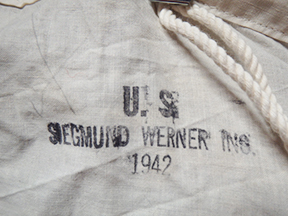 U. S.
SIEGMUND WERNER INC.
1942